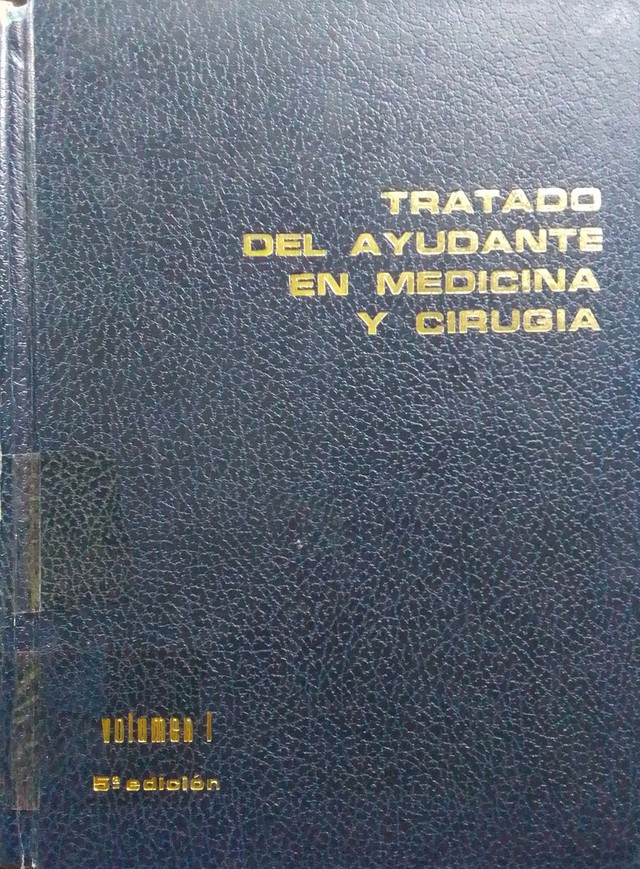 TRATADO
DEL AYUDANTE
EN MEDICINA
Y CIRUGIA
volumen I
5ª edición